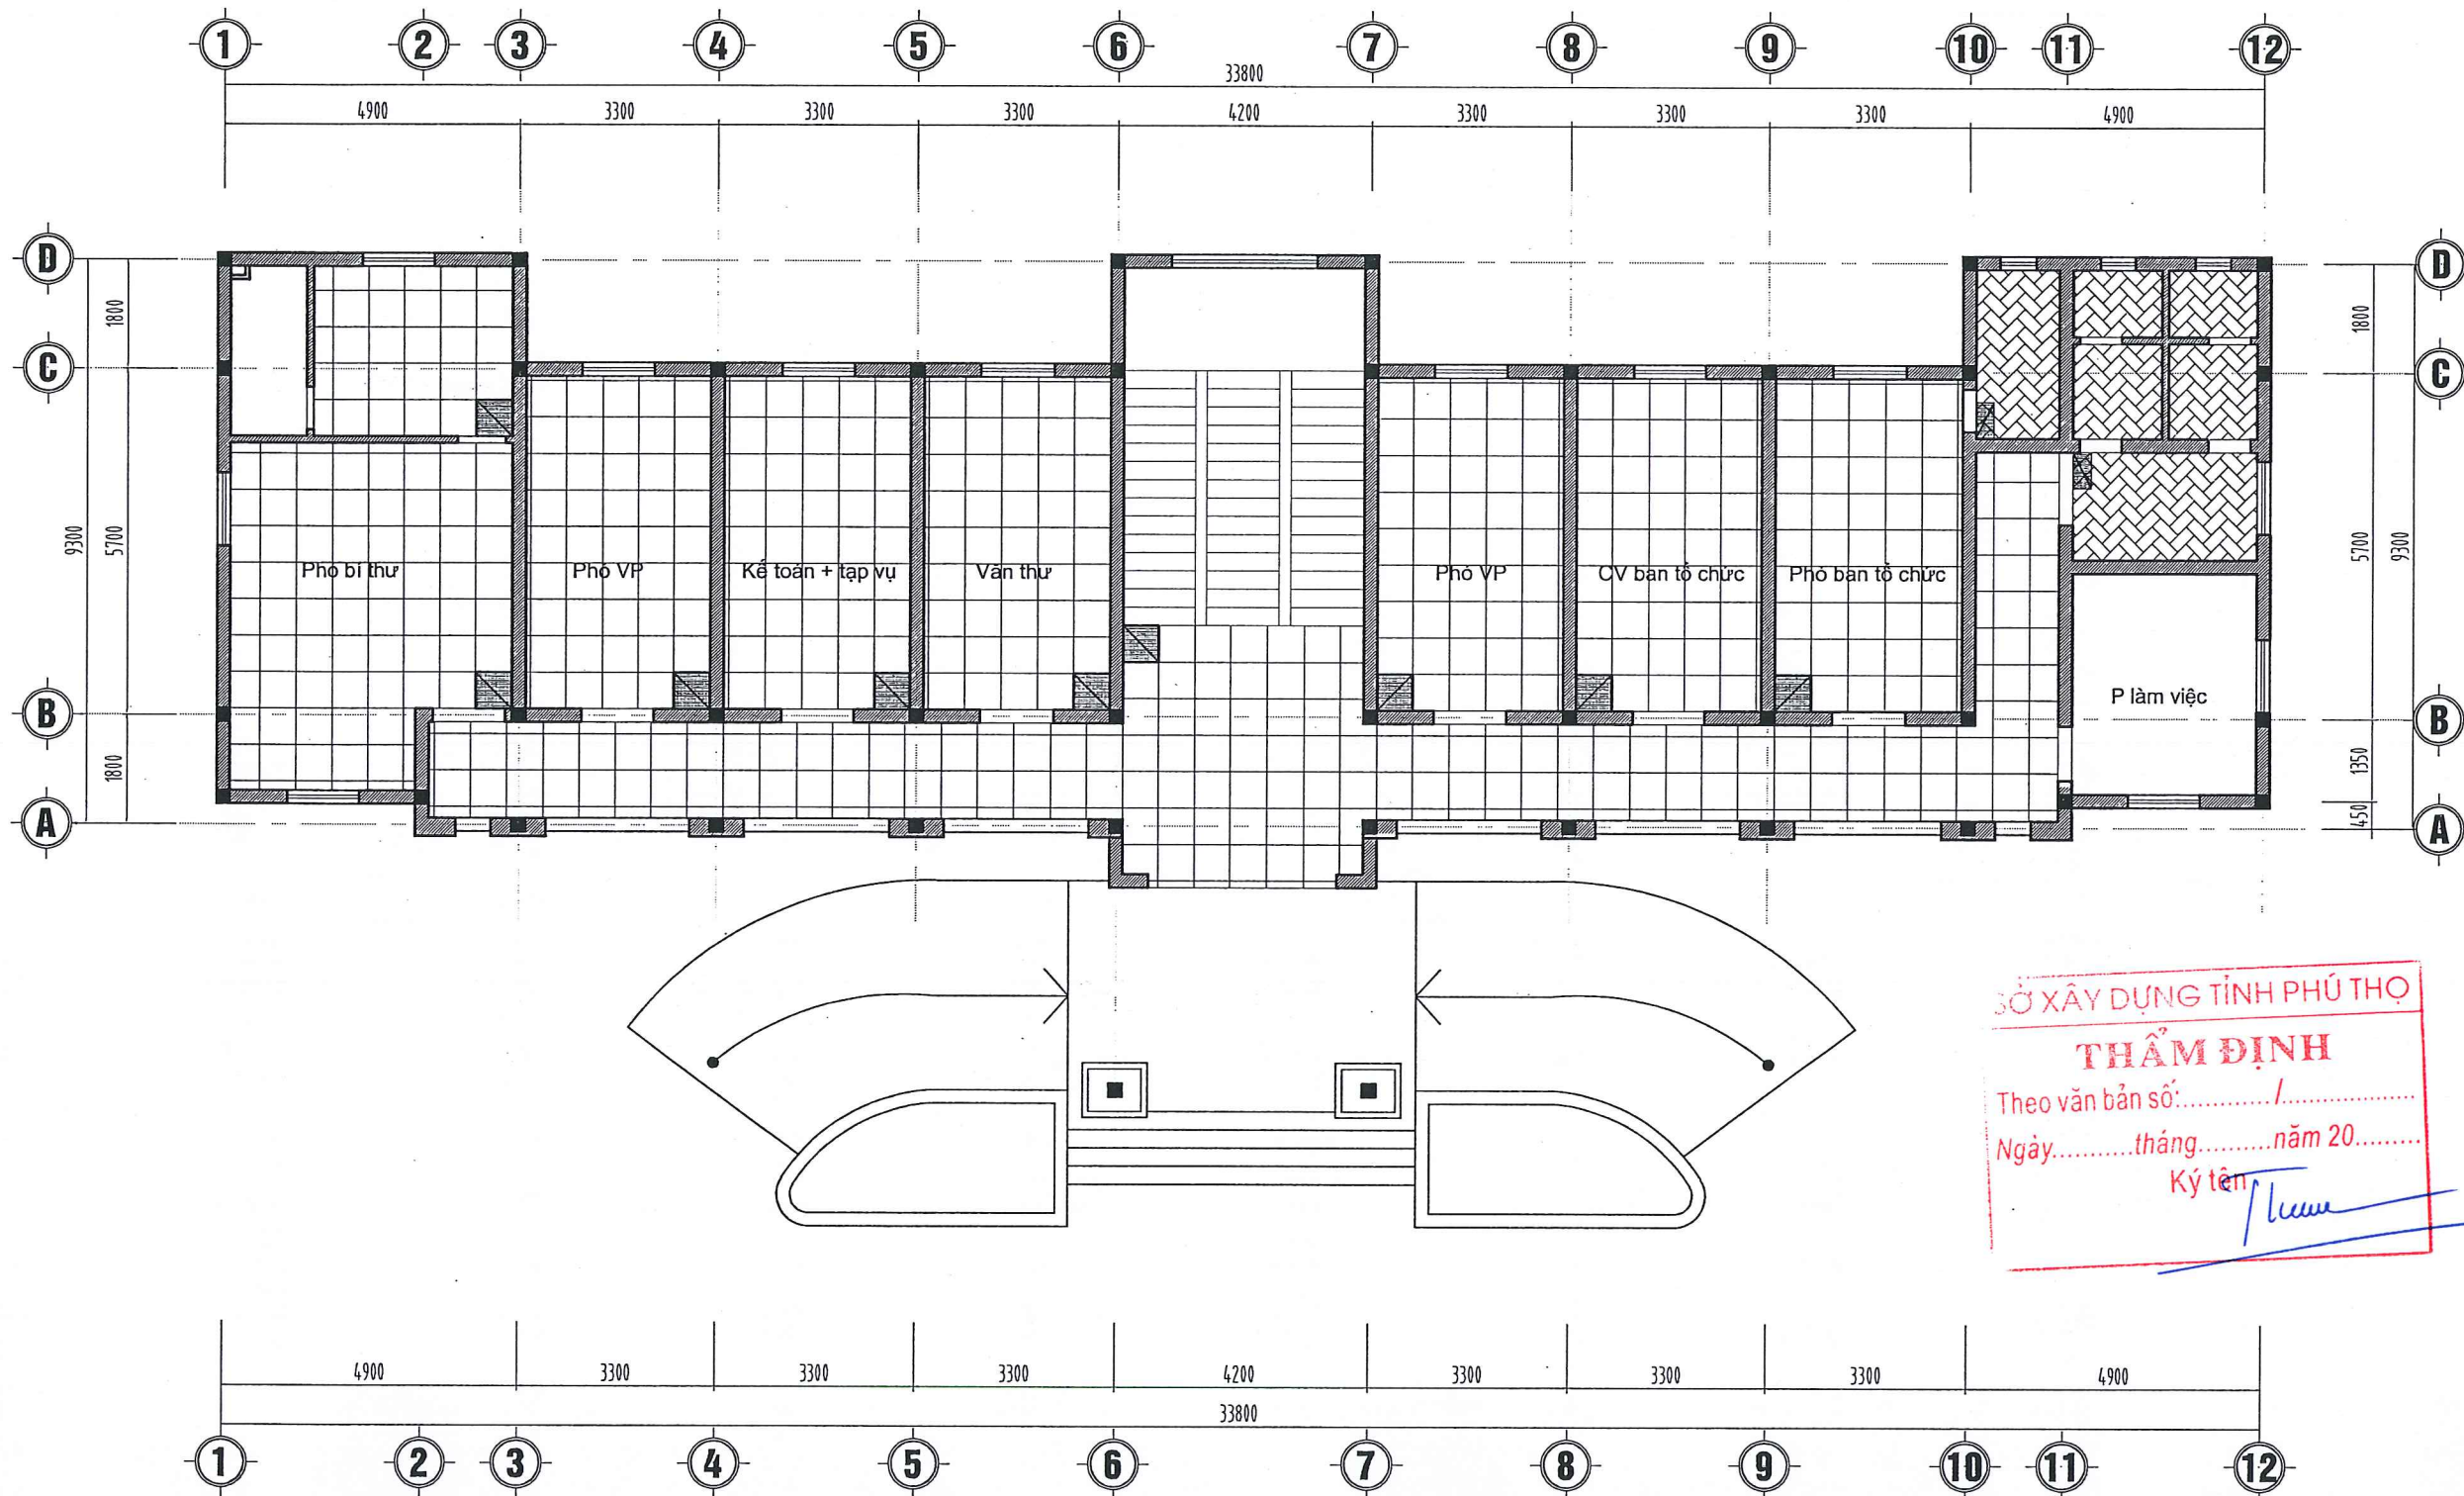 1 2 3 4 5 6 7 8 9 10 11 12
33800
4900 3300 3300 3300 4200 3300 3300 3300 4900
D D
1800 1800
C C
9300 5700 5700 9300
Phó bí thư Phó VP Kế toán + tạp vụ Văn thư Phó VP CV ban tổ chức Phó ban tổ chức
P làm việc
B B
1800 1350
450
A A
SỞ XÂY DỰNG TỈNH PHÚ THỌ
THẨM ĐỊNH
Theo văn bản số:............/..................
Ngày...........tháng..........năm 20.........
Ký tên
4900 3300 3300 3300 4200 3300 3300 3300 4900
33800
1 2 3 4 5 6 7 8 9 10 11 12